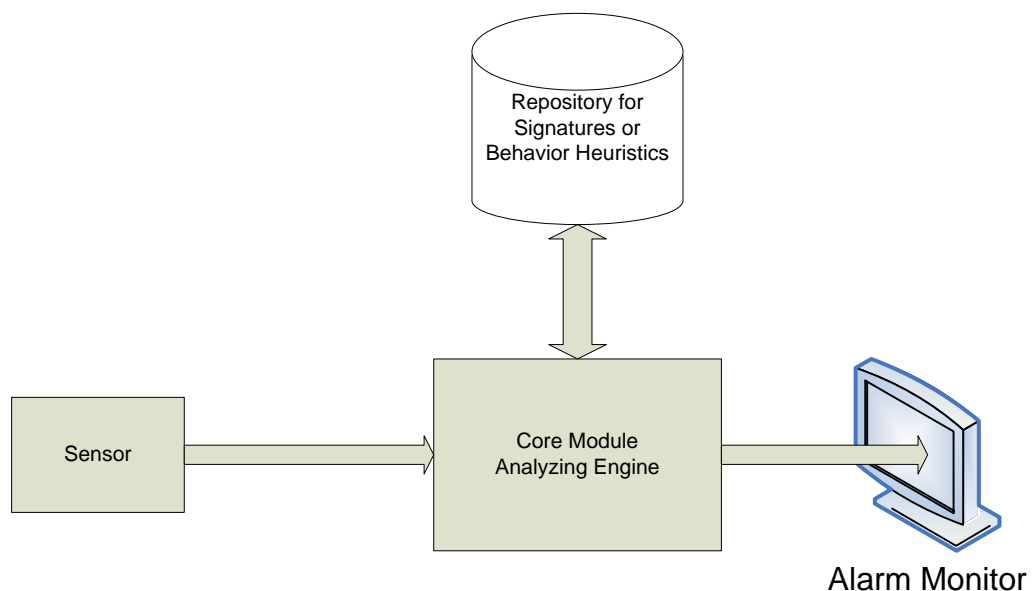 Repository for
Signatures or
Behavior Heuristics
Sensor
Core Module
Analyzing Engine
Alarm Monitor